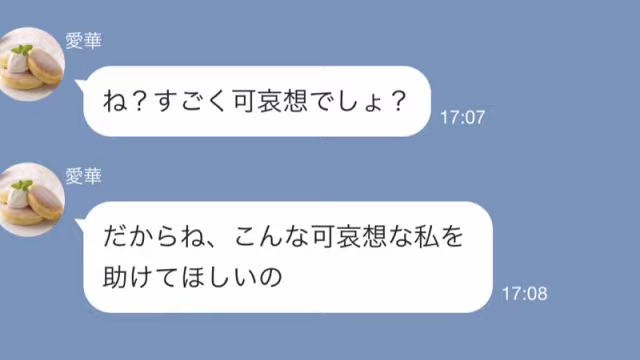 愛華
ね？すごく可哀想でしょ？
17:07
愛華
だからね、こんな可哀想な私を
助けてほしいの
17:08